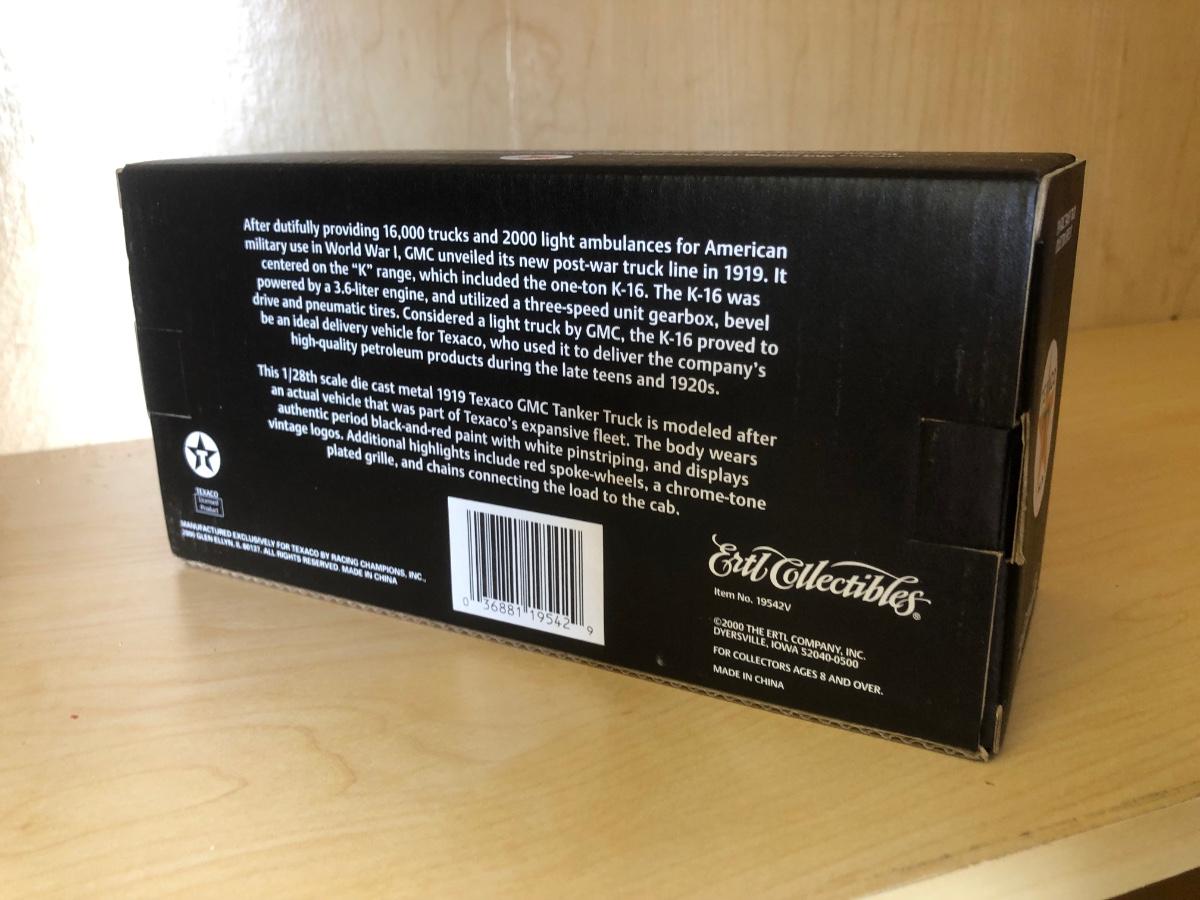 After dutifully providing 16,000 trucks and 2000 light ambulances for American
military use in World War I, GMC unveiled its new post-war truck line in 1919. It
centered on the “K” range, which included the one-ton K-16. The K-16 was
powered by a 3.6-liter engine, and utilized a three-speed unit gearbox, bevel
drive and pneumatic tires. Considered a light truck by GMC, the K-16 proved to
be an ideal delivery vehicle for Texaco, who used it to deliver the company’s
high-quality petroleum products during the late teens and 1920s.
This 1/28th scale die cast metal 1919 Texaco GMC Tanker Truck is modeled after
an actual vehicle that was part of Texaco’s expansive fleet. The body wears
authentic period black-and-red paint with white pinstriping, and displays
vintage logos. Additional highlights include red spoke-wheels, a chrome-tone
plated grille, and chains connecting the load to the cab.
T
TEXACO
Licensed
Product
MANUFACTURED EXCLUSIVELY FOR TEXACO BY RACING CHAMPIONS, INC.,
GLEN ELLYN, IL 60137. ALL RIGHTS RESERVED. MADE IN CHINA
0 36881 19542 9
Ertl Collectibles®
Item No. 19542V
©2000 THE ERTL COMPANY, INC.
DYERSVILLE, IOWA 52040-0500
FOR COLLECTORS AGES 8 AND OVER.
MADE IN CHINA